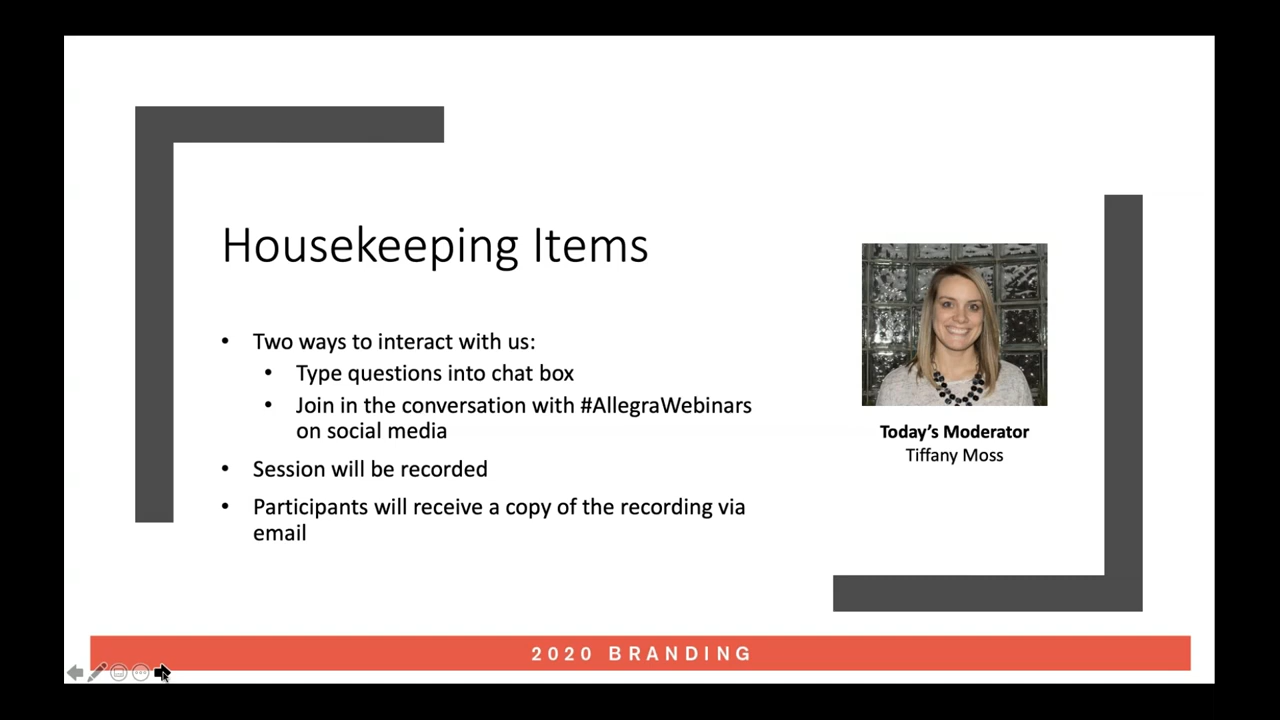 Housekeeping Items
• Two ways to interact with us:
• Type questions into chat box
• Join in the conversation with #AllegraWebinars
on social media
• Session will be recorded
• Participants will receive a copy of the recording via
email
Today’s Moderator
Tiffany Moss
2020 BRANDING